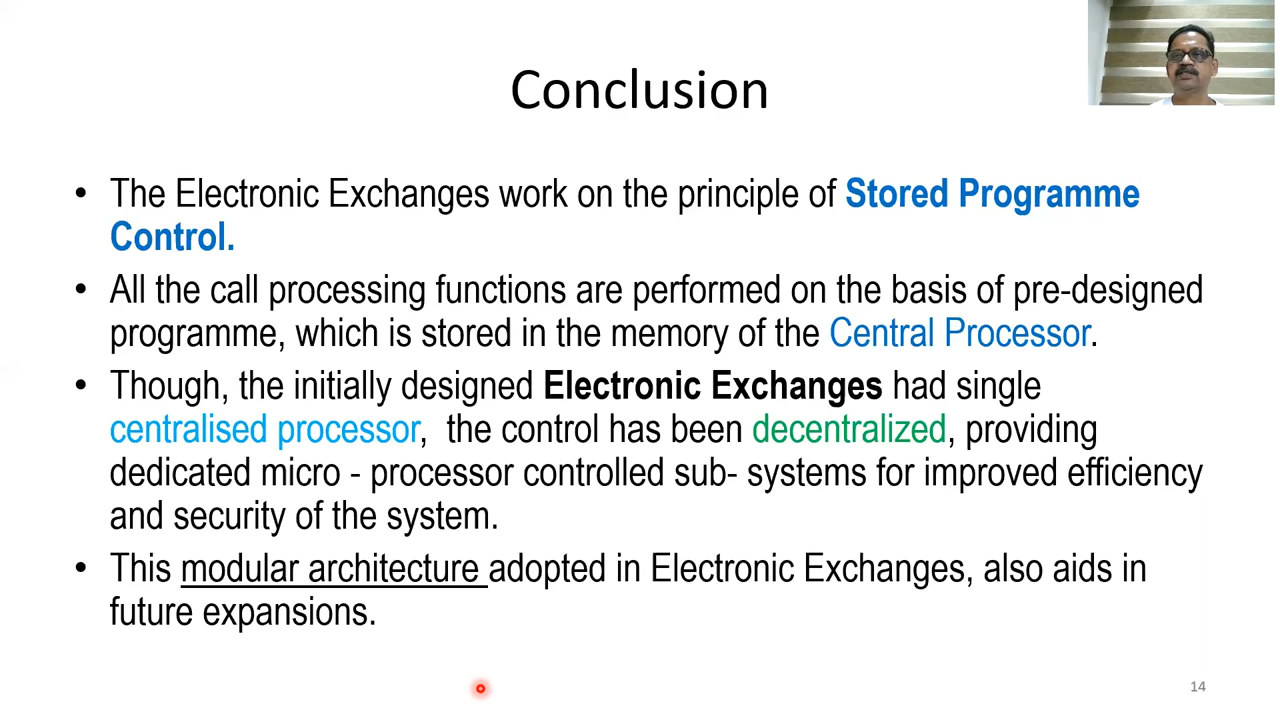 Conclusion
• The Electronic Exchanges work on the principle of Stored Programme
Control.
• All the call processing functions are performed on the basis of pre-designed
programme, which is stored in the memory of the Central Processor.
• Though, the initially designed Electronic Exchanges had single
centralised processor, the control has been decentralized, providing
dedicated micro - processor controlled sub- systems for improved efficiency
and security of the system.
• This modular architecture adopted in Electronic Exchanges, also aids in
future expansions.
14